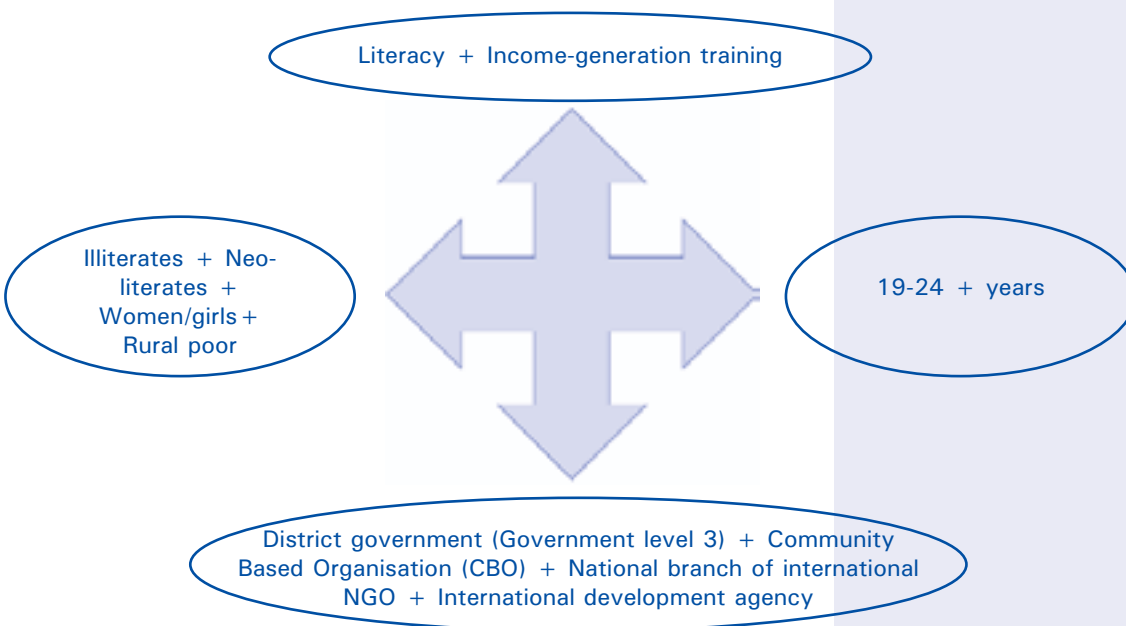 Literacy + Income-generation training
Illiterates + Neo-
literates +
Women/girls +
Rural poor
19-24 + years
District government (Government level 3) + Community
Based Organisation (CBO) + National branch of international
NGO + International development agency